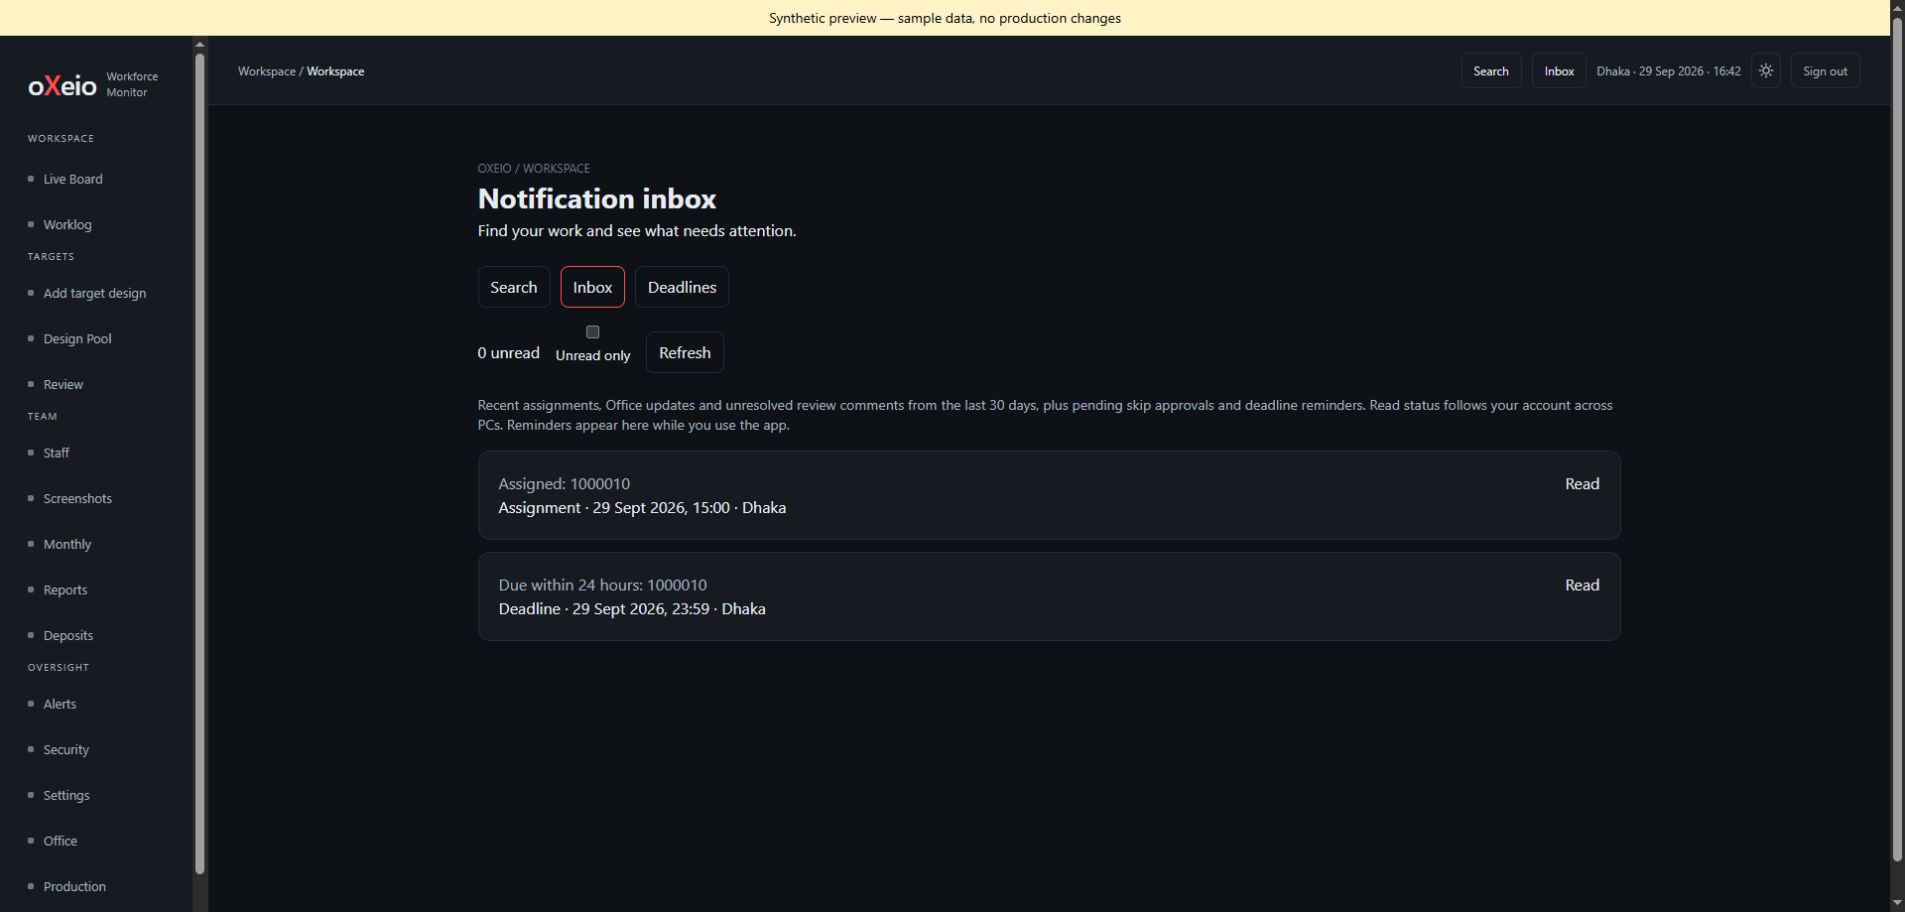 Synthetic preview — sample data, no production changes
oXeio Workforce Monitor
Workspace / Workspace
Search
Inbox
Dhaka · 29 Sep 2026 · 16:42
Sign out
WORKSPACE
Live Board
Worklog
TARGETS
Add target design
Design Pool
Review
TEAM
Staff
Screenshots
Monthly
Reports
Deposits
OVERSIGHT
Alerts
Security
Settings
Office
Production
OXEIO / WORKSPACE
Notification inbox
Find your work and see what needs attention.
Search
Inbox
Deadlines
0 unread
Unread only
Refresh
Recent assignments, Office updates and unresolved review comments from the last 30 days, plus pending skip approvals and deadline reminders. Read status follows your account across
PCs. Reminders appear here while you use the app.
Assigned: 1000010
Read
Assignment · 29 Sept 2026, 15:00 · Dhaka
Due within 24 hours: 1000010
Read
Deadline · 29 Sept 2026, 23:59 · Dhaka